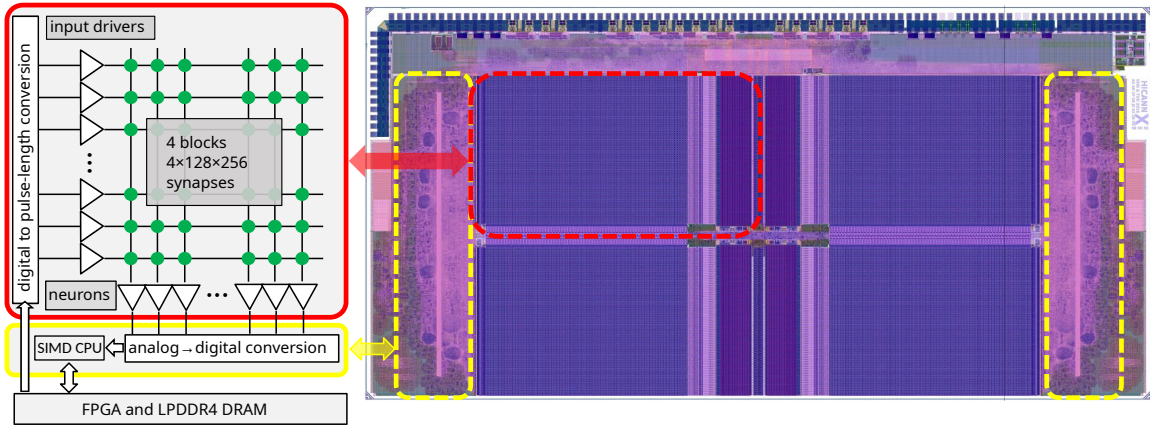 input drivers
digital to pulse-length conversion
4 blocks
4×128×256
synapses
neurons
SIMD CPU
analog→digital conversion
FPGA and LPDDR4 DRAM
HICANN
X